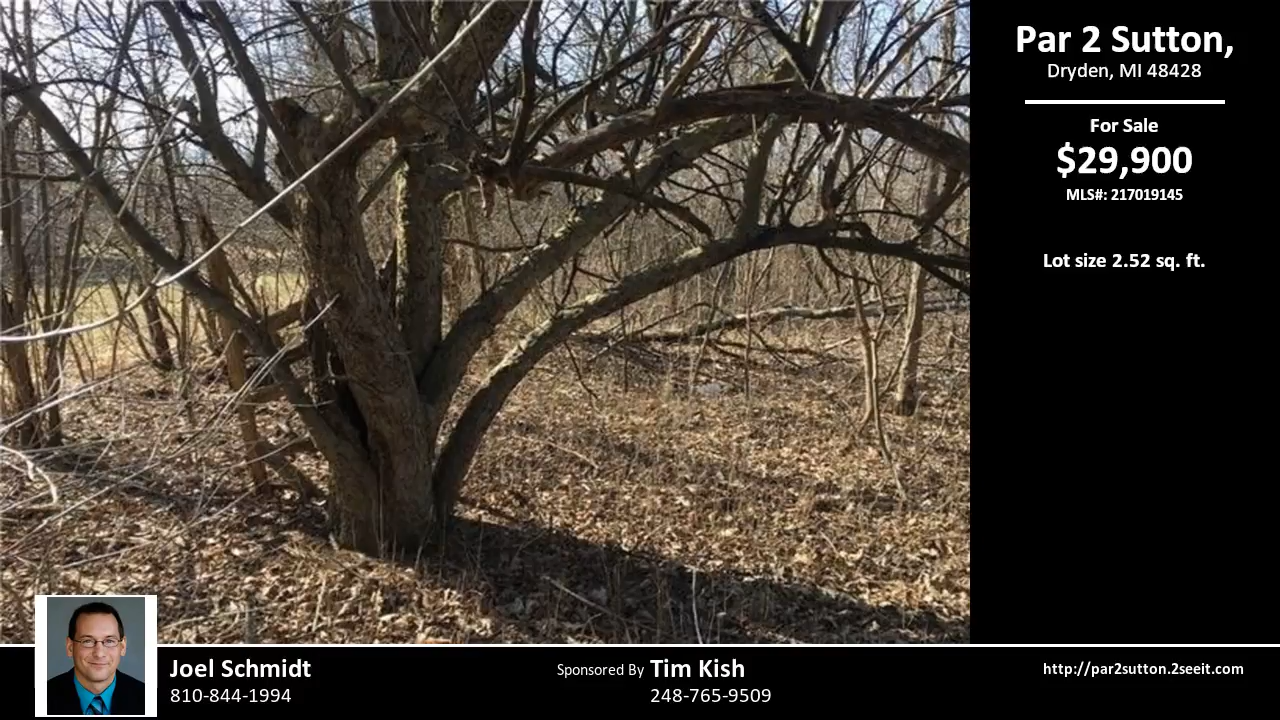 Par 2 Sutton,
Dryden, MI 48428
For Sale
$29,900
MLS#: 217019145
Lot size 2.52 sq. ft.
Joel Schmidt
810-844-1994
Sponsored By Tim Kish
248-765-9509
http://par2sutton.2seeit.com